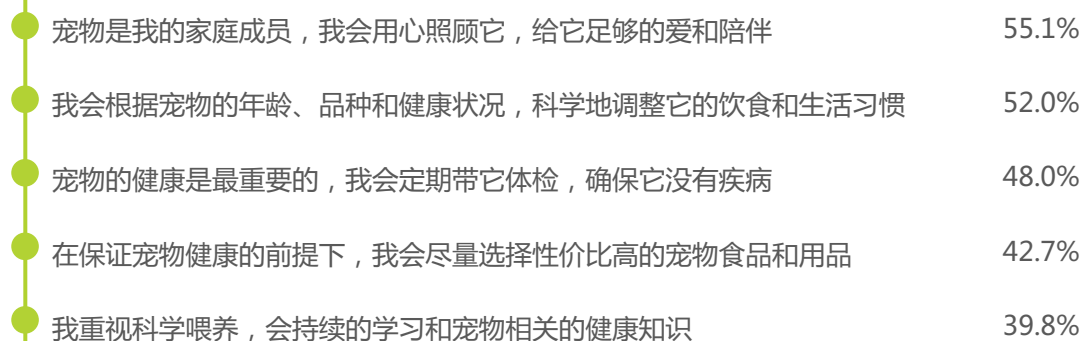 宠物是我的家庭成员，我会用心照顾它，给它足够的爱和陪伴 55.1%
我会根据宠物的年龄、品种和健康状况，科学地调整它的饮食和生活习惯 52.0%
宠物的健康是最重要的，我会定期带它体检，确保它没有疾病 48.0%
在保证宠物健康的前提下，我会尽量选择性价比高的宠物食品和用品 42.7%
我重视科学喂养，会持续的学习和宠物相关的健康知识 39.8%